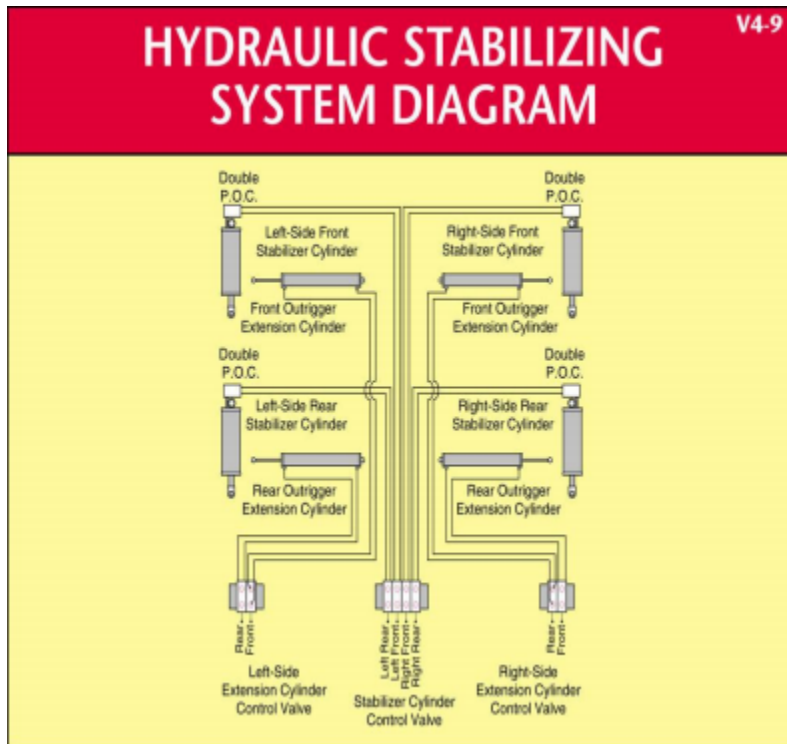 V4-9
HYDRAULIC STABILIZING
SYSTEM DIAGRAM
Double
P.O.C.
Double
P.O.C.
Left-Side Front
Stabilizer Cylinder
Right-Side Front
Stabilizer Cylinder
Front Outrigger
Extension Cylinder
Front Outrigger
Extension Cylinder
Double
P.O.C.
Double
P.O.C.
Left-Side Rear
Stabilizer Cylinder
Right-Side Rear
Stabilizer Cylinder
Rear Outrigger
Extension Cylinder
Rear Outrigger
Extension Cylinder
Rear
Front
Left Rear
Left Front
Right Front
Right Rear
Rear
Front
Left-Side
Extension Cylinder
Control Valve
Stabilizer Cylinder
Control Valve
Right-Side
Extension Cylinder
Control Valve